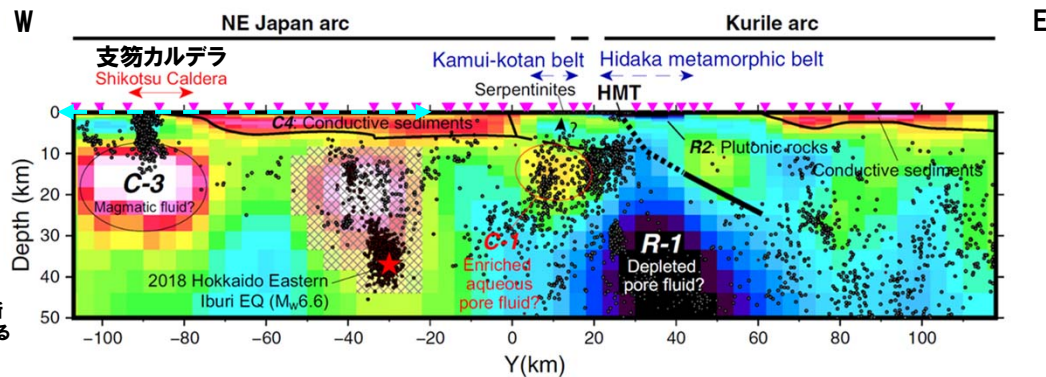 W
NE Japan arc
Kurile arc
E
支笏カルデラ
Shikotsu Caldera
Kamui-kotan belt
Hidaka metamorphic belt
Serpentinites
HMT
C4: Conductive sediments
?
R2: Plutonic rocks
Conductive sediments
C-3
Magmatic fluid?
C-1
Enriched
aqueous
pore fluid?
R-1
Depleted
pore fluid?
2018 Hokkaido Eastern
Iburi EQ (Mw6.6)
Depth (km)
0
10
20
30
40
50
−100
−80
−60
−40
−20
0
20
40
60
80
100
Y(km)
る